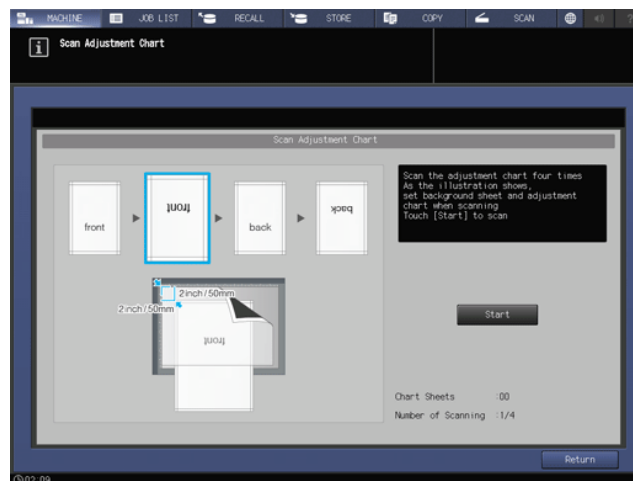 MACHINE JOB LIST RECALL STORE COPY SCAN
Scan Adjustment Chart
Scan Adjustment Chart
front
front
back
back
Scan the adjustment chart four times
As the illustration shows,
set background sheet and adjustment
chart when scanning
Touch [Start] to scan
2inch/50mm
2inch/50mm
front
Start
Chart Sheets :00
Number of Scanning :1/4
Return
02:09